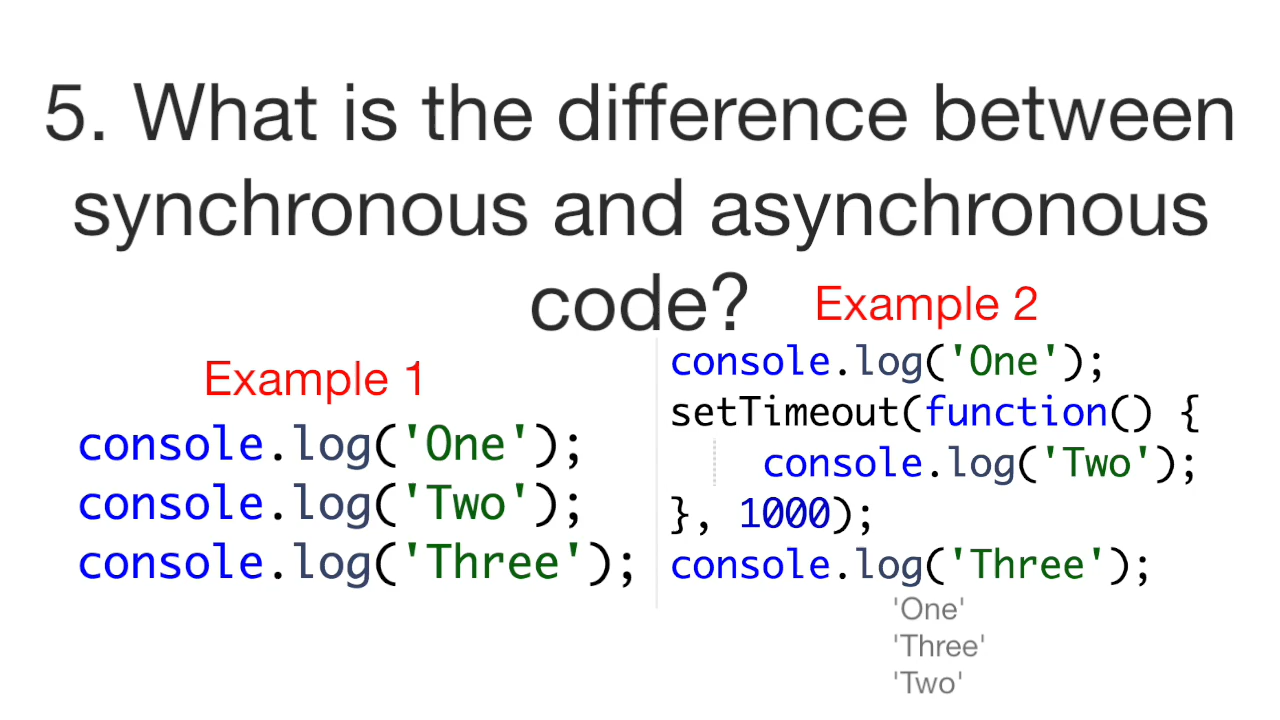 5. What is the difference between
synchronous and asynchronous
code?
Example 1
console.log('One');
console.log('Two');
console.log('Three');
Example 2
console.log('One');
setTimeout(function() {
    console.log('Two');
}, 1000);
console.log('Three');
'One'
'Three'
'Two'